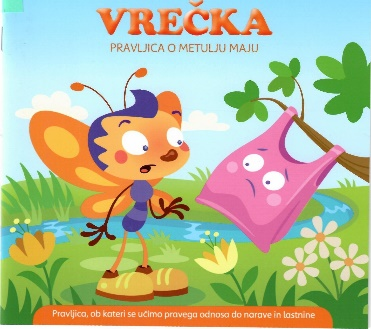 VREČKA
PRAVLJICA O METULJU MAJU
Pravljica, ob kateri se učimo pravega odnosa do narave in lastnine